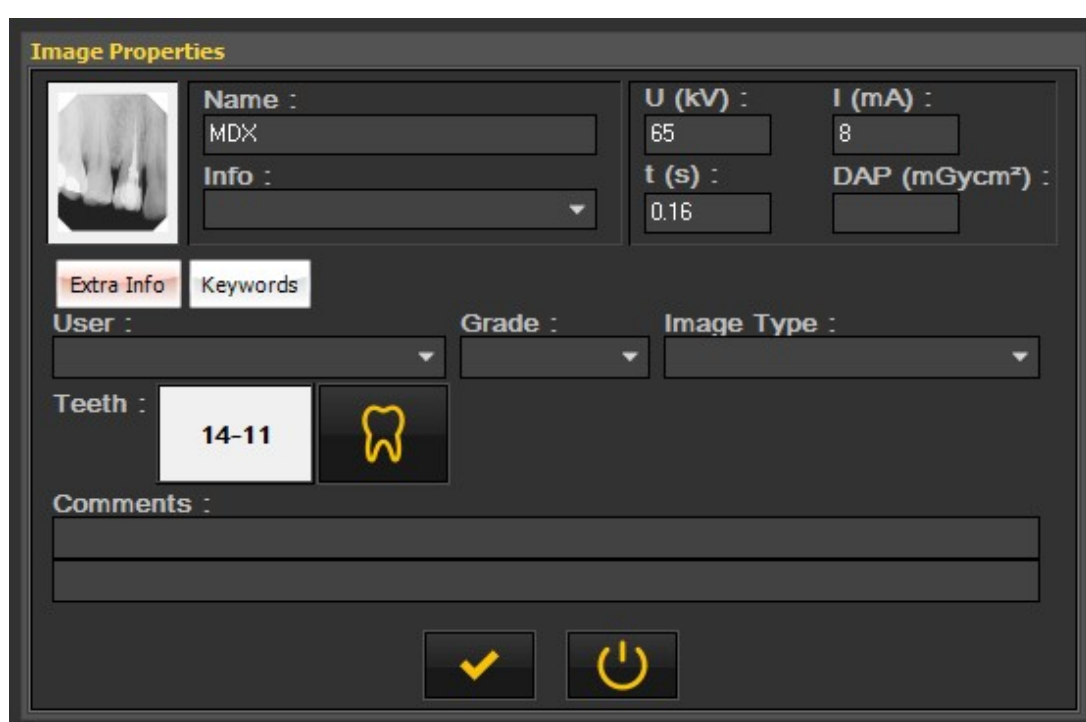 Image Properties
Name :
MDX
Info :
U (kV) :
65
I (mA) :
8
t (s) :
0.16
DAP (mGycm²) :
Extra Info
Keywords
User :
Grade :
Image Type :
Teeth :
14-11
Comments :